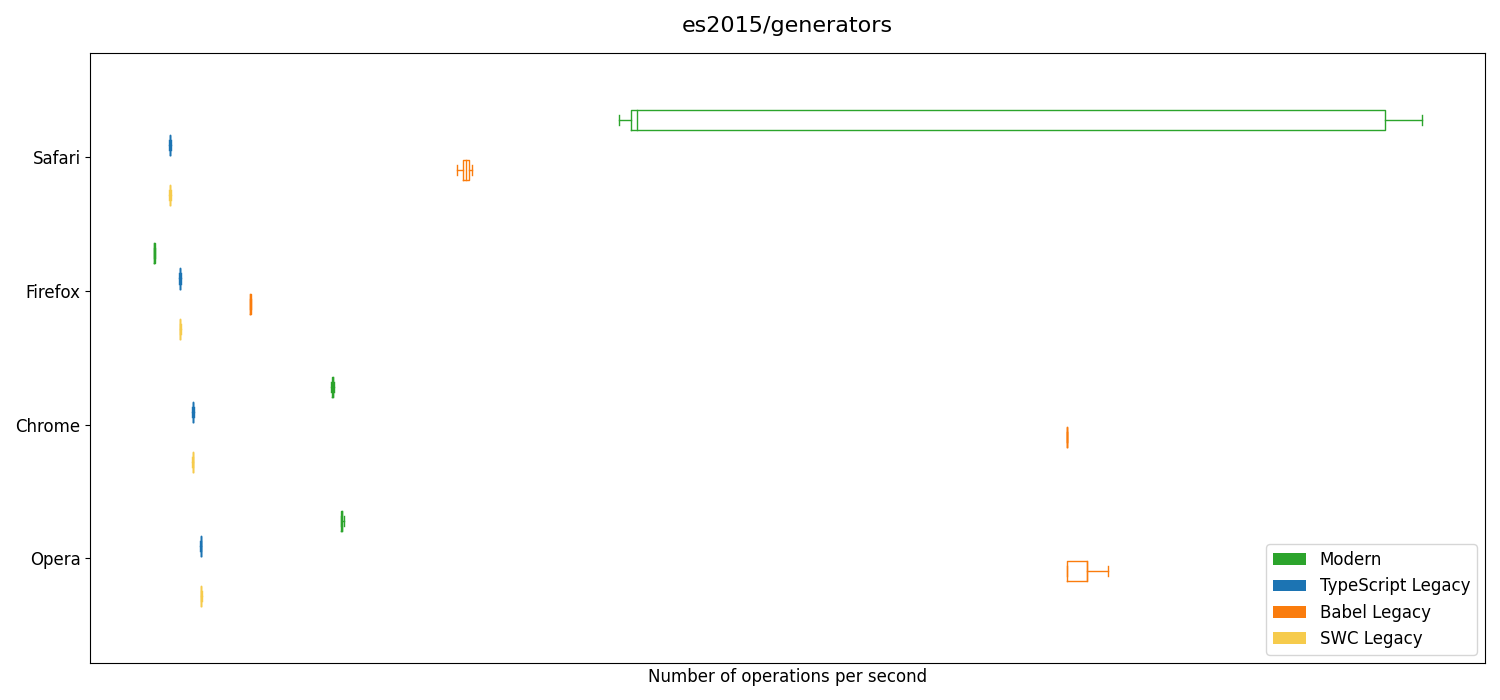 es2015/generators
Safari
Firefox
Chrome
Opera
Modern
TypeScript Legacy
Babel Legacy
SWC Legacy
Number of operations per second